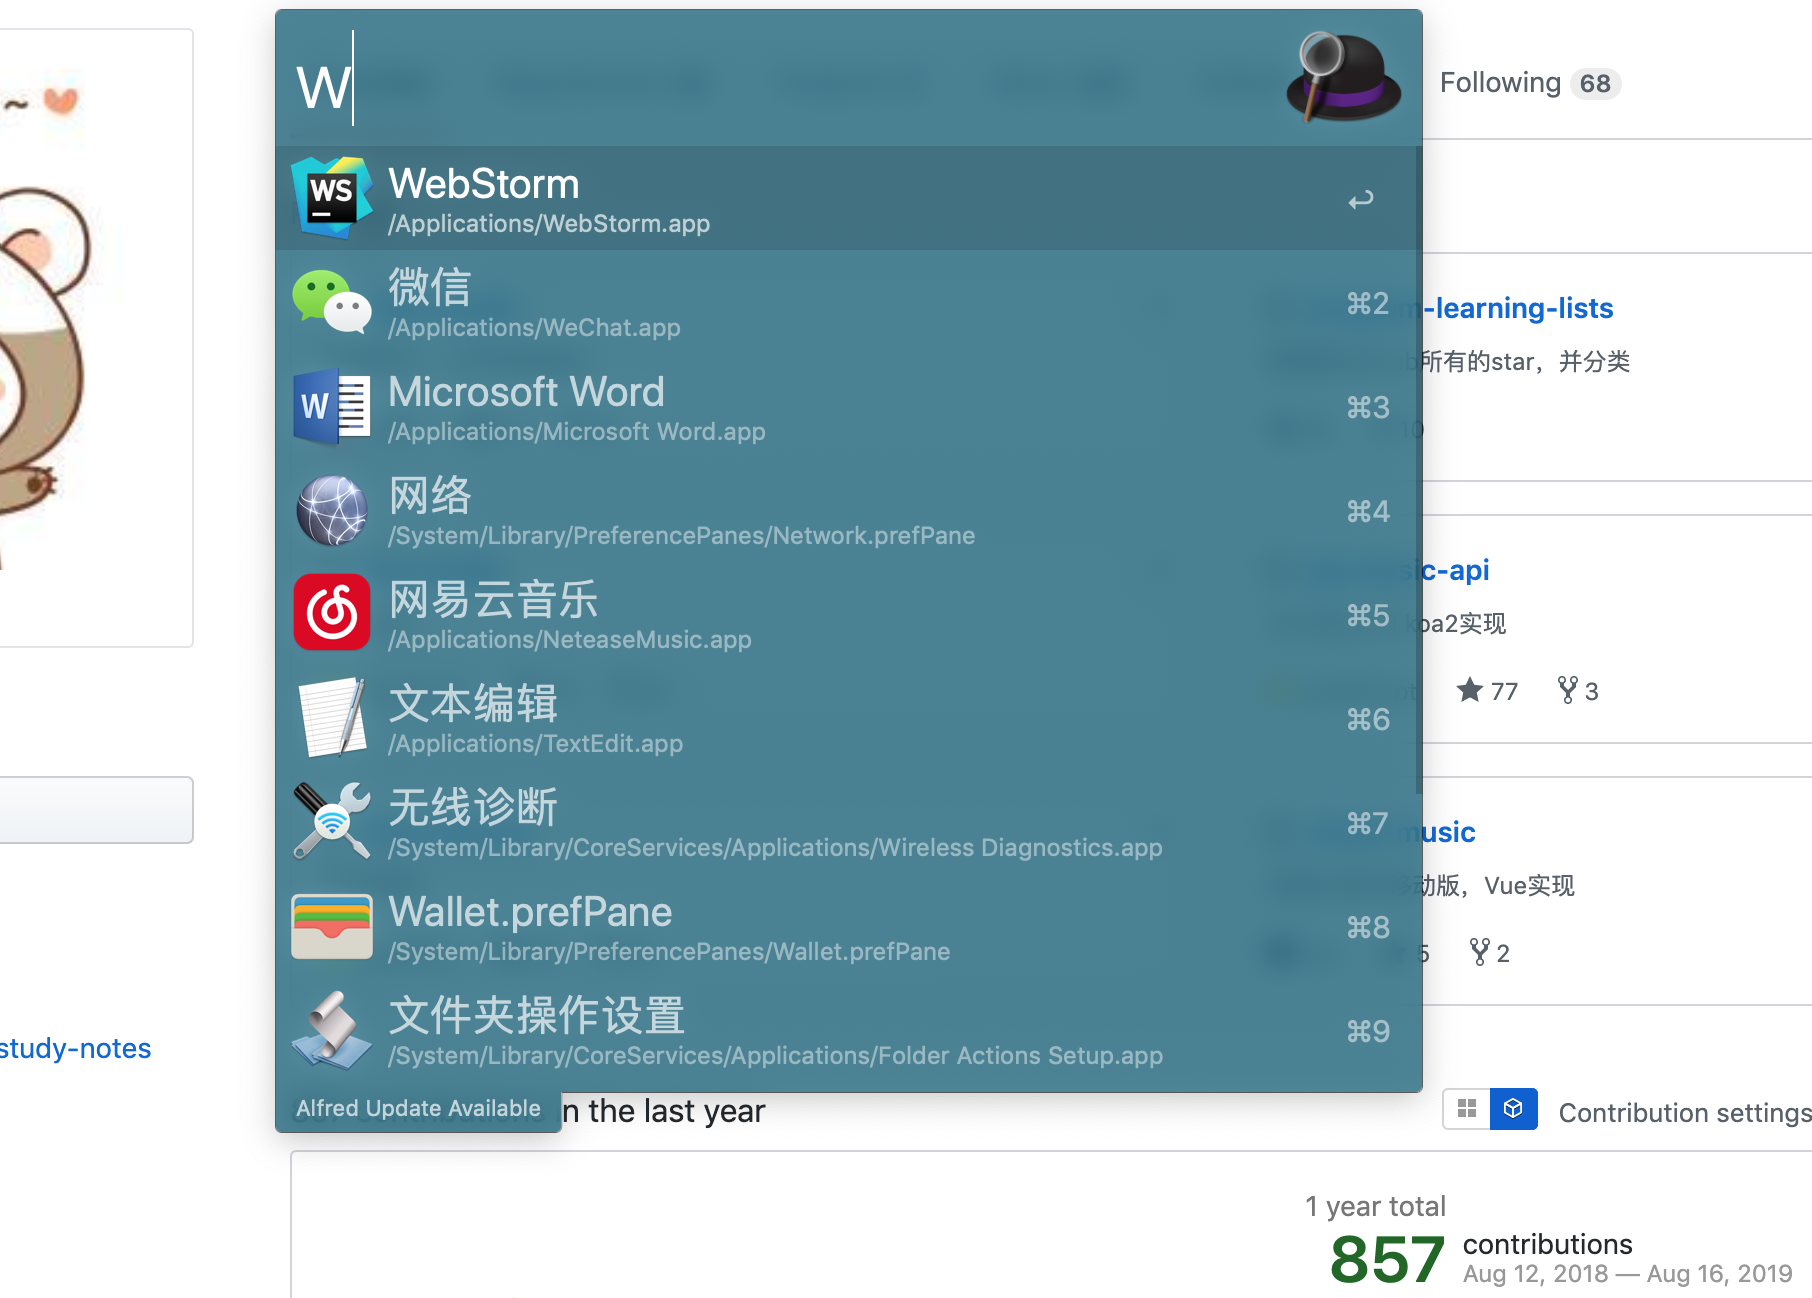 W
Following 68
WS
WebStorm
/Applications/WebStorm.app
微信
/Applications/WeChat.app
⌘2
-learning-lists
所有的star，并分类
W
Microsoft Word
/Applications/Microsoft Word.app
⌘3
10
网络
/System/Library/PreferencePanes/Network.prefPane
⌘4
ic-api
网易云音乐
/Applications/NeteaseMusic.app
⌘5
koa2实现
文本编辑
/Applications/TextEdit.app
⌘6
77 3
无线诊断
/System/Library/CoreServices/Applications/Wireless Diagnostics.app
⌘7
music
动版，Vue实现
Wallet.prefPane
/System/Library/PreferencePanes/Wallet.prefPane
⌘8
5 2
文件夹操作设置
/System/Library/CoreServices/Applications/Folder Actions Setup.app
⌘9
study-notes
Alfred Update Available
n the last year
Contribution settings
1 year total
857 contributions
Aug 12, 2018 — Aug 16, 2019